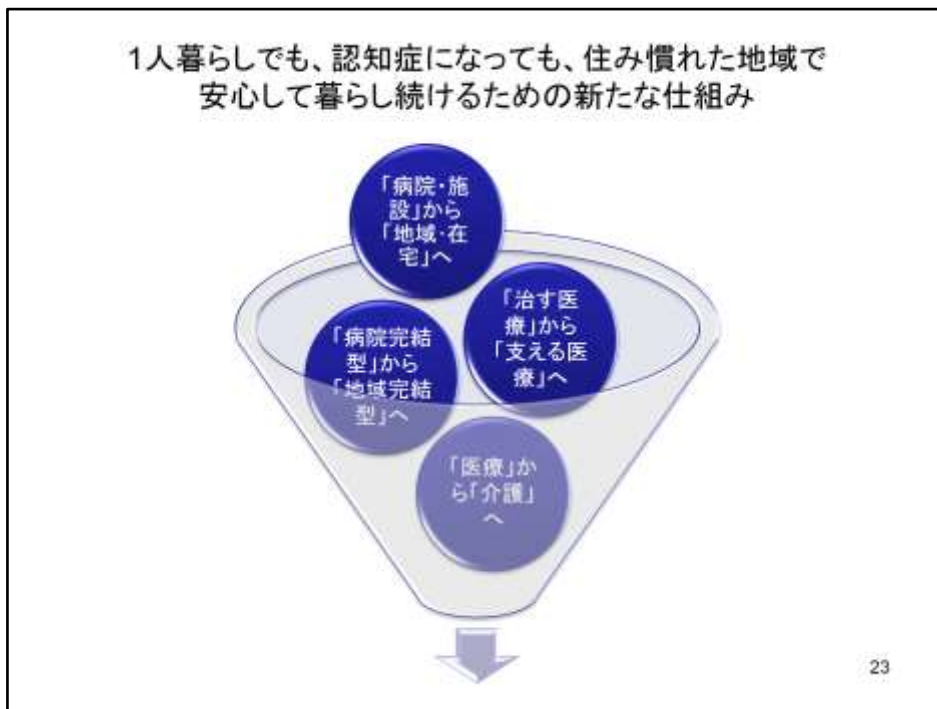 1人暮らしでも、認知症になっても、住み慣れた地域で
安心して暮らし続けるための新たな仕組み
「病院・施
設」から
「地域・在
宅」へ
「治す医
療」から
「支える医
療」へ
「病院完結
型」から
「地域完結
型」へ
「医療」か
ら「介護」
へ
23